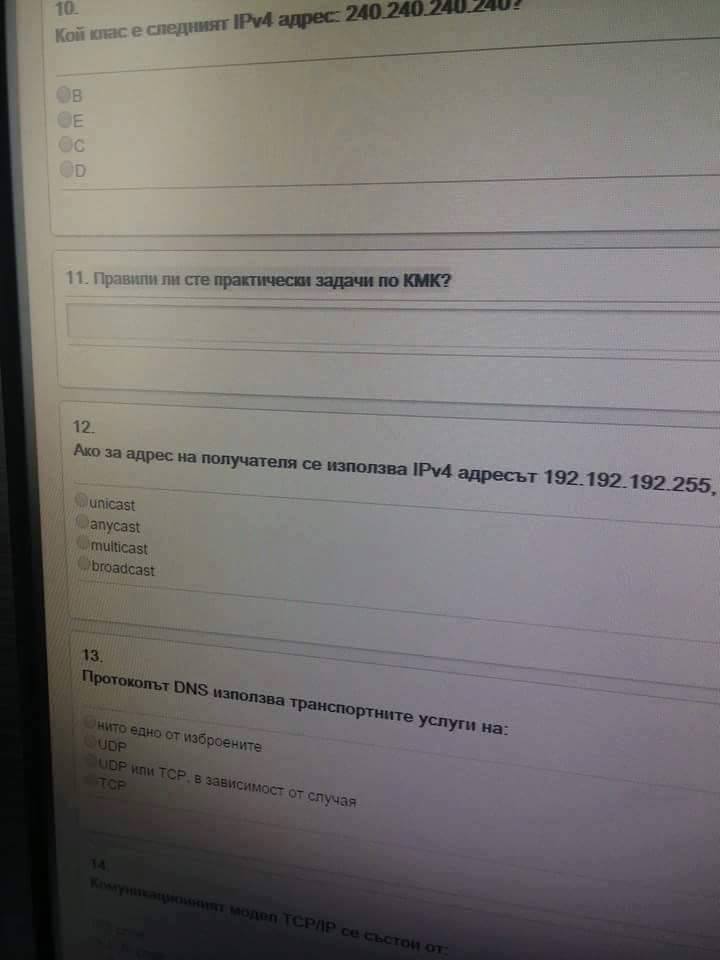 10.
Кой клас е следният IPv4 адрес: 240.240.240.240?
B
E
C
D
11. Правили ли сте практически задачи по КМК?
12.
Ако за адрес на получателя се използва IPv4 адресът 192.192.192.255,
unicast
anycast
multicast
broadcast
13.
Протоколът DNS използва транспортните услуги на:
нито едно от изброените
UDP
UDP или TCP, в зависимост от случая
TCP
14.
Комуникационният модел TCP/IP се състои от: